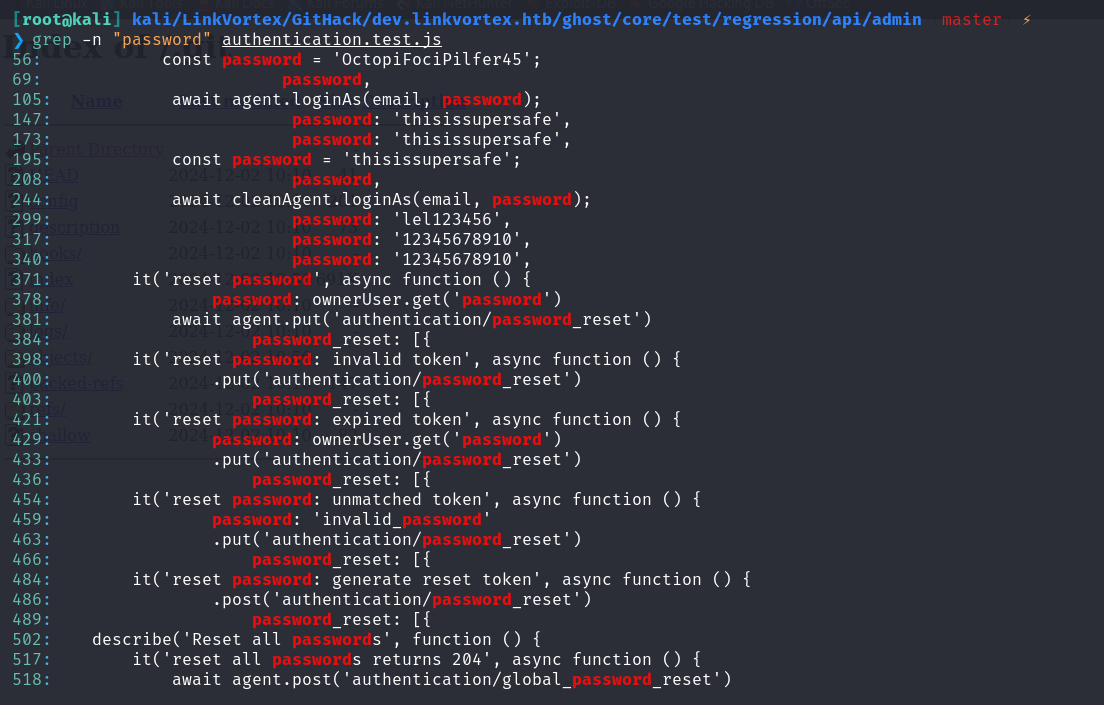 [root@kali] kali/LinkVortex/GitHack/dev.linkvortex.htb/ghost/core/test/regression/api/admin master ⚡
❯ grep -n "password" authentication.test.js
56:            const password = 'OctopiFociPilfer45';
69:                        password,
105:            await agent.loginAs(email, password);
147:                        password: 'thisissupersafe',
173:                        password: 'thisissupersafe',
195:            const password = 'thisissupersafe';
208:                        password,
244:            await cleanAgent.loginAs(email, password);
299:                        password: 'lel123456',
317:                        password: '12345678910',
340:                        password: '12345678910',
371:        it('reset password', async function () {
378:                password: ownerUser.get('password')
381:            await agent.put('authentication/password_reset')
384:                    password_reset: [{
398:        it('reset password: invalid token', async function () {
400:                .put('authentication/password_reset')
403:                    password_reset: [{
421:        it('reset password: expired token', async function () {
429:                password: ownerUser.get('password')
433:                .put('authentication/password_reset')
436:                    password_reset: [{
454:        it('reset password: unmatched token', async function () {
459:                password: 'invalid_password'
463:                .put('authentication/password_reset')
466:                    password_reset: [{
484:        it('reset password: generate reset token', async function () {
486:                .post('authentication/password_reset')
489:                    password_reset: [{
502:    describe('Reset all passwords', function () {
517:        it('reset all passwords returns 204', async function () {
518:            await agent.post('authentication/global_password_reset')